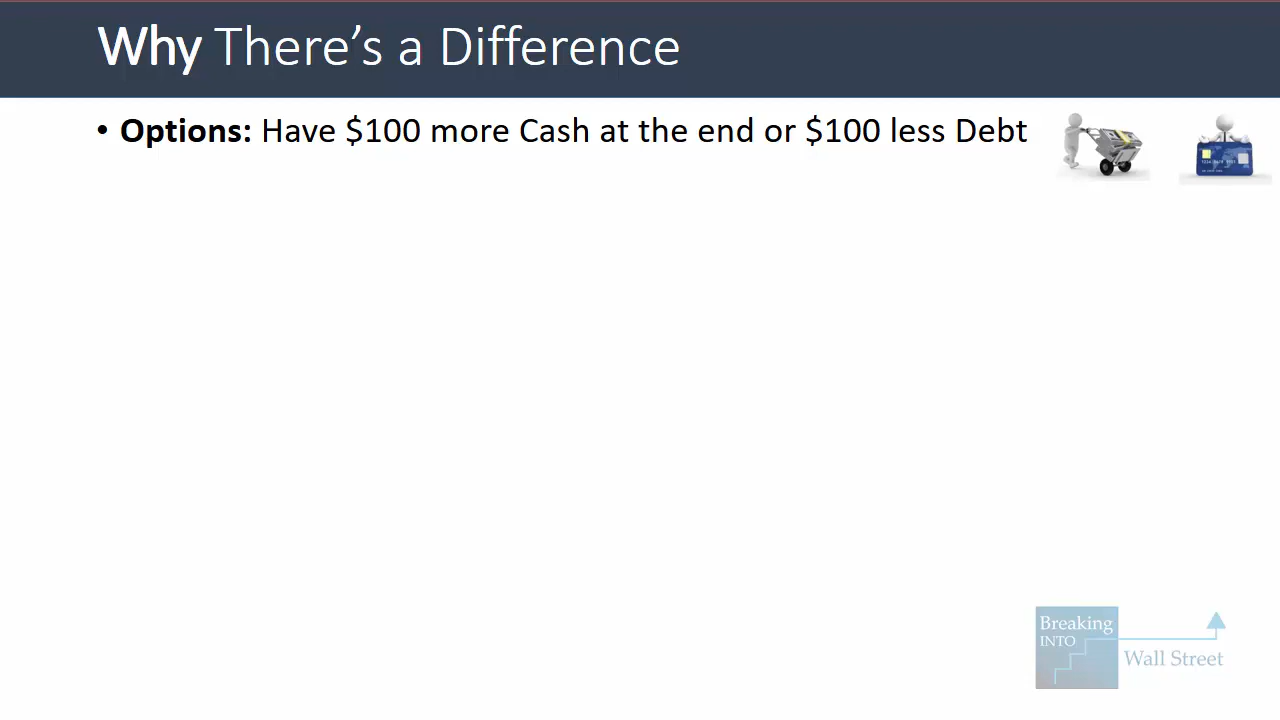 Why There's a Difference
• Options: Have $100 more Cash at the end or $100 less Debt
Breaking
INTO
Wall Street